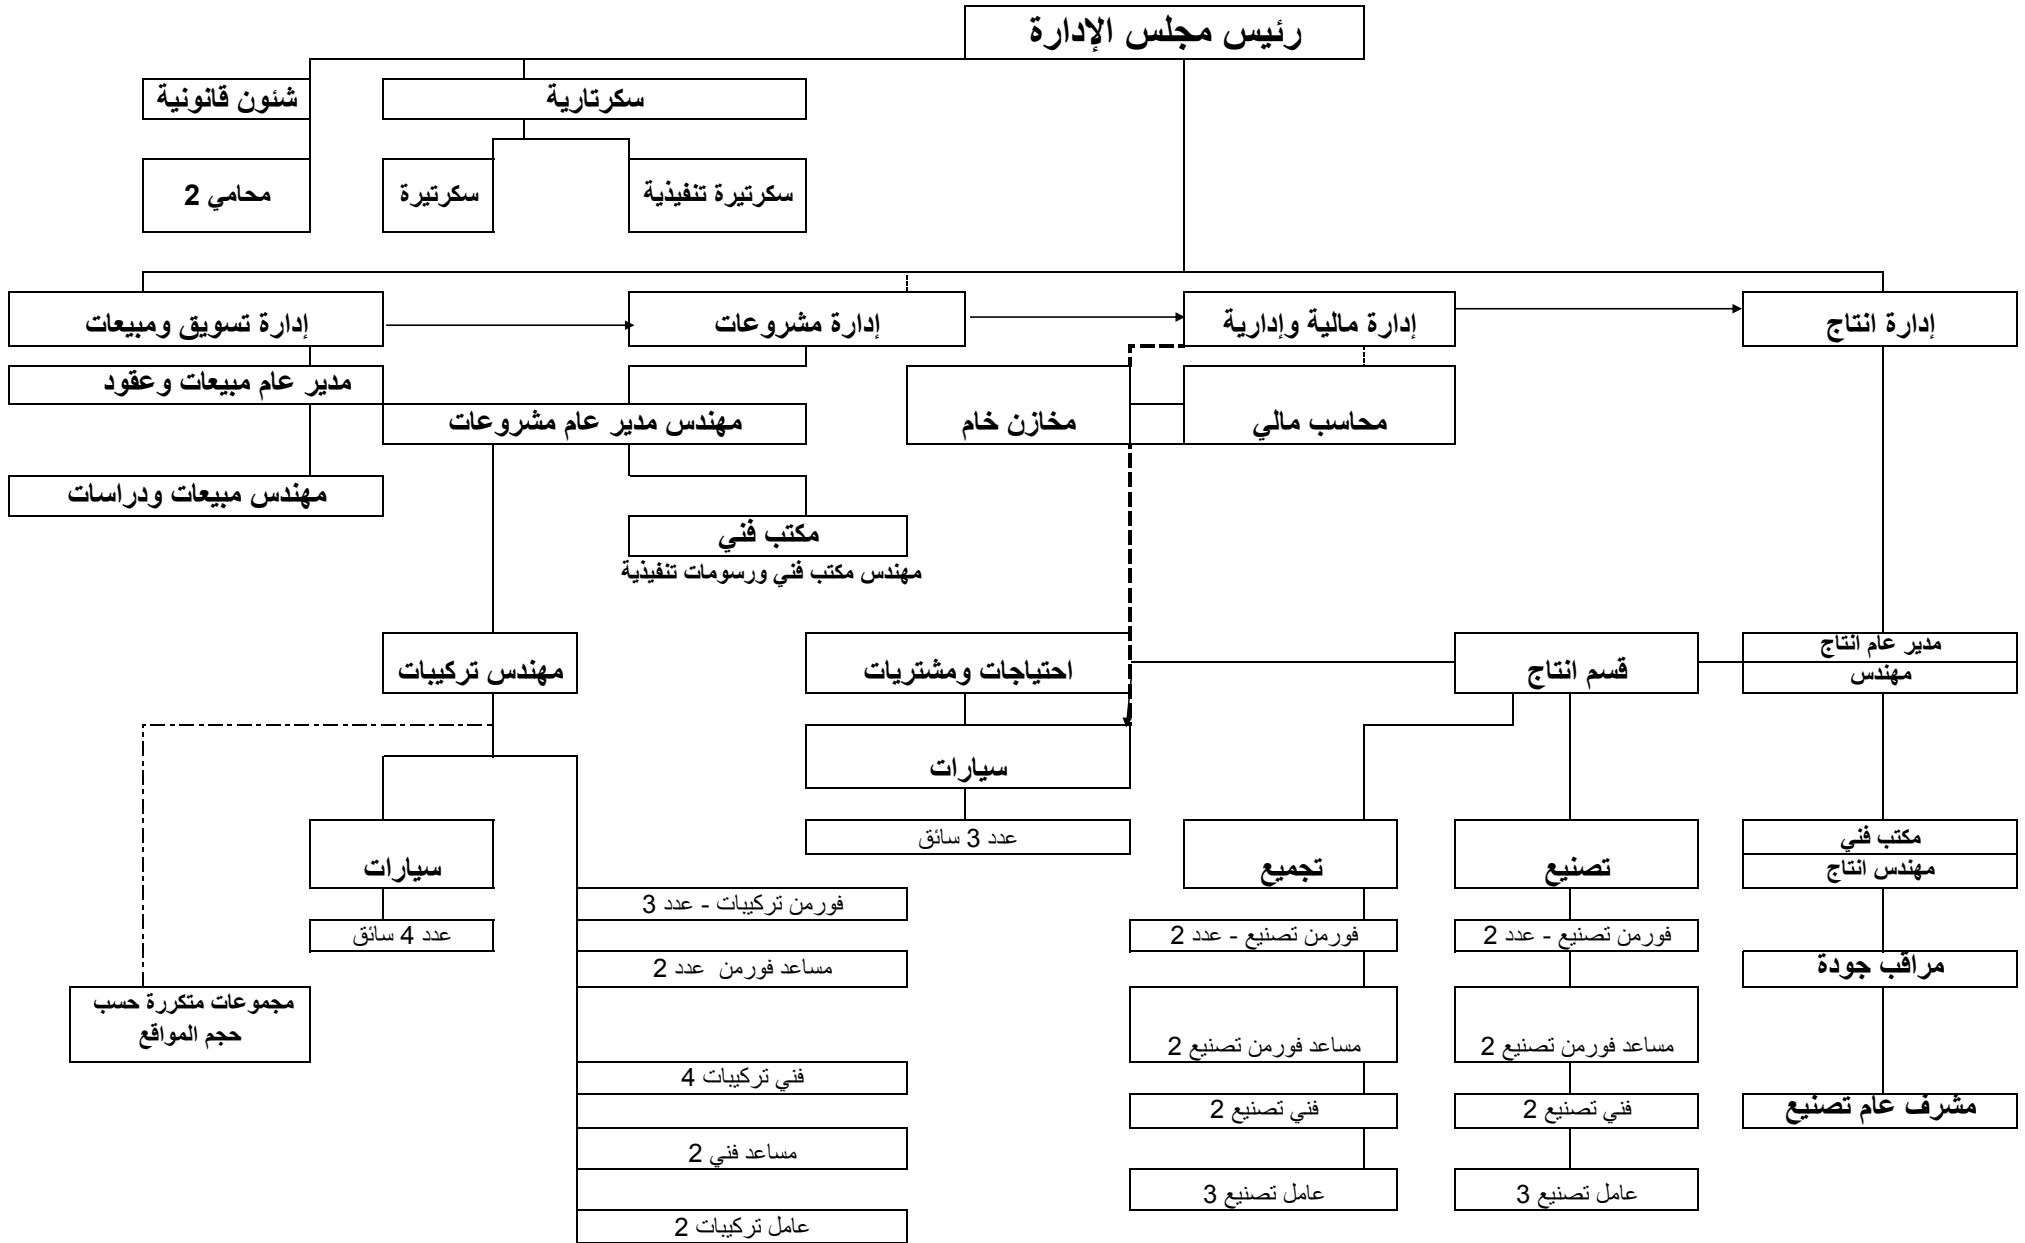 رئيس مجلس الإدارة
سكرتارية
شئون قانونية
سكرتيرة تنفيذية
سكرتيرة
محامي 2
إدارة انتاج
إدارة مالية وإدارية
إدارة مشروعات
إدارة تسويق ومبيعات
مدير عام مبيعات وعقود
محاسب مالي
مخازن خام
مهندس مدير عام مشروعات
مهندس مبيعات ودراسات
مكتب فني
مهندس مكتب فني ورسومات تنفيذية
مدير عام انتاج
مهندس
قسم انتاج
احتياجات ومشتريات
مهندس تركيبات
سيارات
عدد 3 سائق
مكتب فني
مهندس انتاج
تصنيع
تجميع
سيارات
فورمن تركيبات - عدد 3
فورمن تصنيع - عدد 2
فورمن تصنيع - عدد 2
عدد 4 سائق
مراقب جودة
مساعد فورمن عدد 2
مجموعات متكررة حسب
حجم المواقع
مساعد فورمن تصنيع 2
مساعد فورمن تصنيع 2
فني تركيبات 4
مشرف عام تصنيع
فني تصنيع 2
فني تصنيع 2
مساعد فني 2
عامل تصنيع 3
عامل تصنيع 3
عامل تركيبات 2